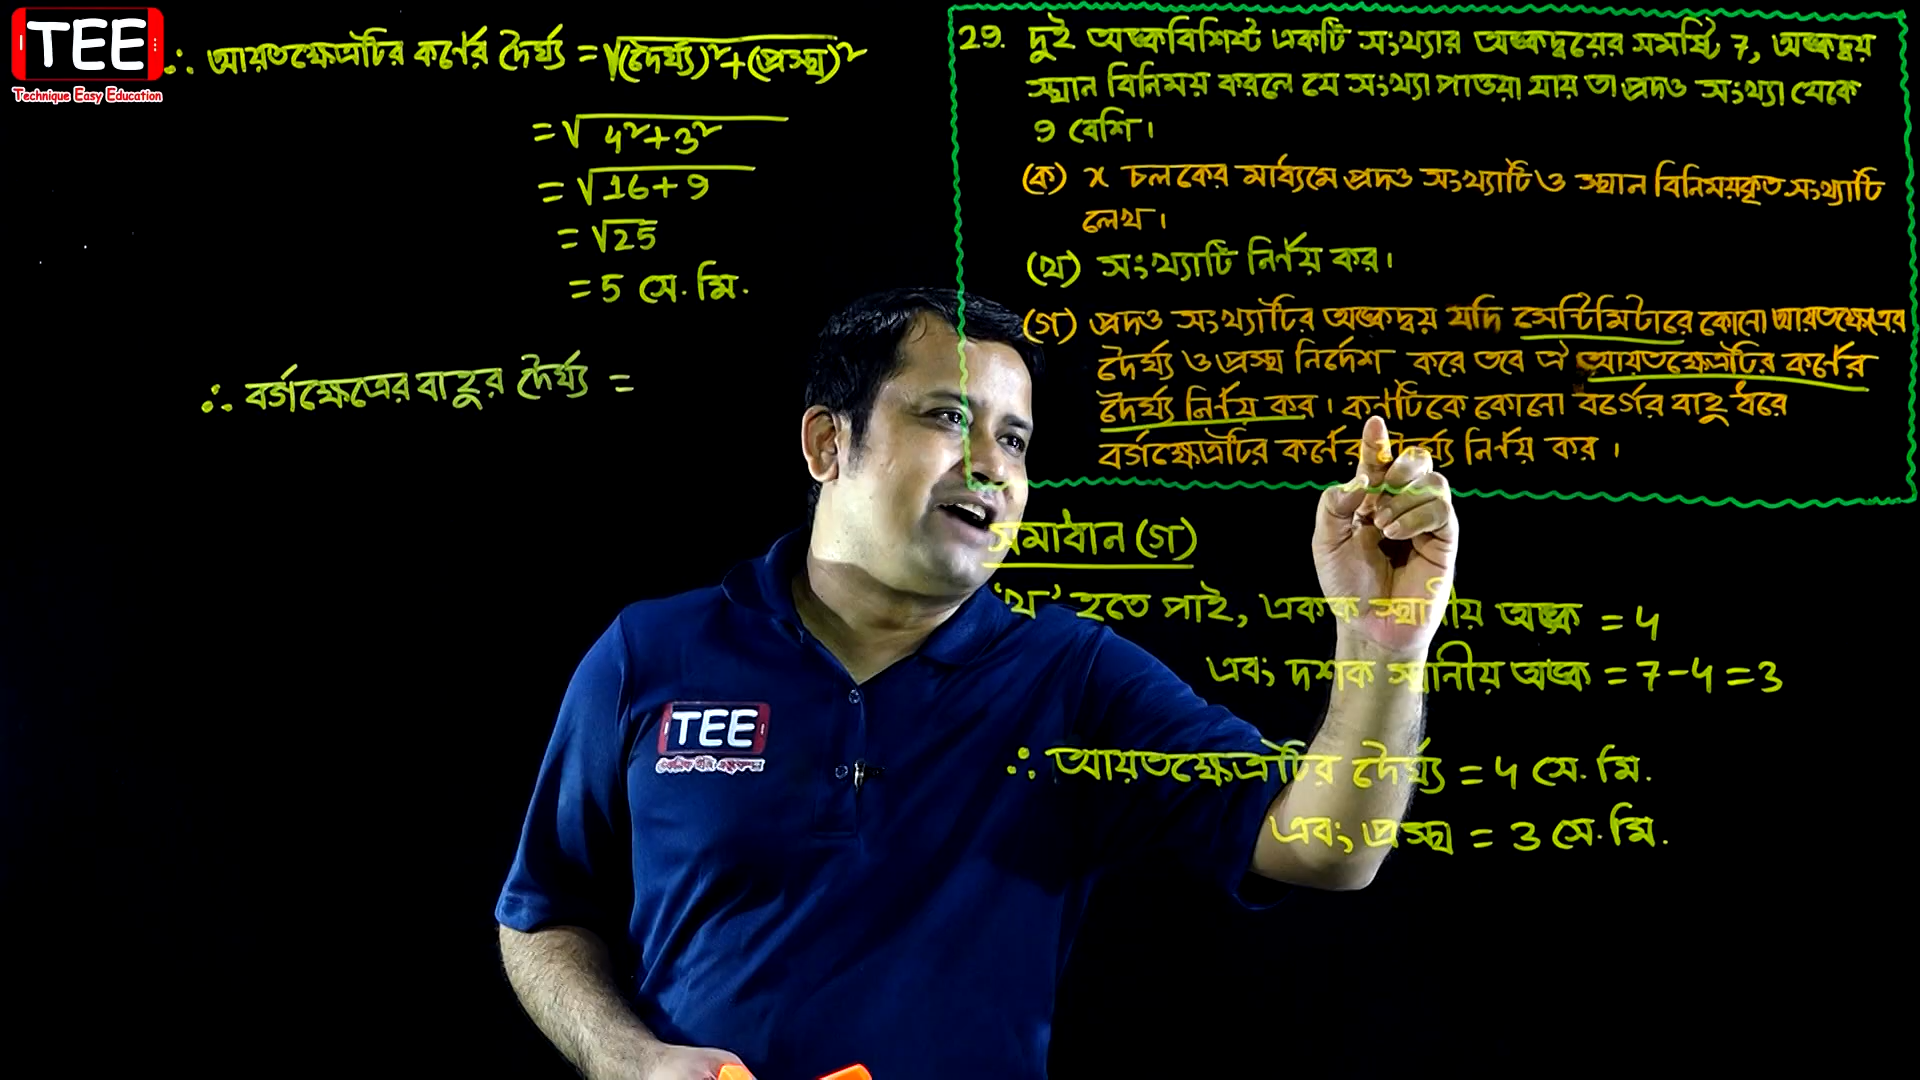 TEE
Technique Easy Education
∴ আয়তক্ষেত্রটির কর্ণের দৈর্ঘ্য = √(দৈর্ঘ্য)² + (প্রস্থ)²
= √4² + 3²
= √16 + 9
= √25
= 5 সে. মি.
∴ বর্গক্ষেত্রের বাহুর দৈর্ঘ্য =
29. দুই অঙ্কবিশিষ্ট একটি সংখ্যার অঙ্কদ্বয়ের সমষ্টি 7, অঙ্কদ্বয়
স্থান বিনিময় করলে যে সংখ্যা পাওয়া যায় তা প্রদত্ত সংখ্যা থেকে
9 বেশি।
(ক) x চলকের মাধ্যমে প্রদত্ত সংখ্যাটি ও স্থান বিনিময়কৃত সংখ্যাটি
লেখ।
(খ) সংখ্যাটি নির্ণয় কর।
(গ) প্রদত্ত সংখ্যাটির অঙ্কদ্বয় যদি সেন্টিমিটারে কোনো আয়তক্ষেত্রের
দৈর্ঘ্য ও প্রস্থ নির্দেশ করে তবে ঐ আয়তক্ষেত্রটির কর্ণের
দৈর্ঘ্য নির্ণয় কর। কর্ণটিকে কোনো বর্গের বাহু ধরে
বর্গক্ষেত্রটির কর্ণের দৈর্ঘ্য নির্ণয় কর।
সমাধান (গ)
'খ' হতে পাই, একক স্থানীয় অঙ্ক = 4
এবং দশক স্থানীয় অঙ্ক = 7 - 4 = 3
∴ আয়তক্ষেত্রটির দৈর্ঘ্য = 4 সে. মি.
এবং প্রস্থ = 3 সে. মি.
TEE